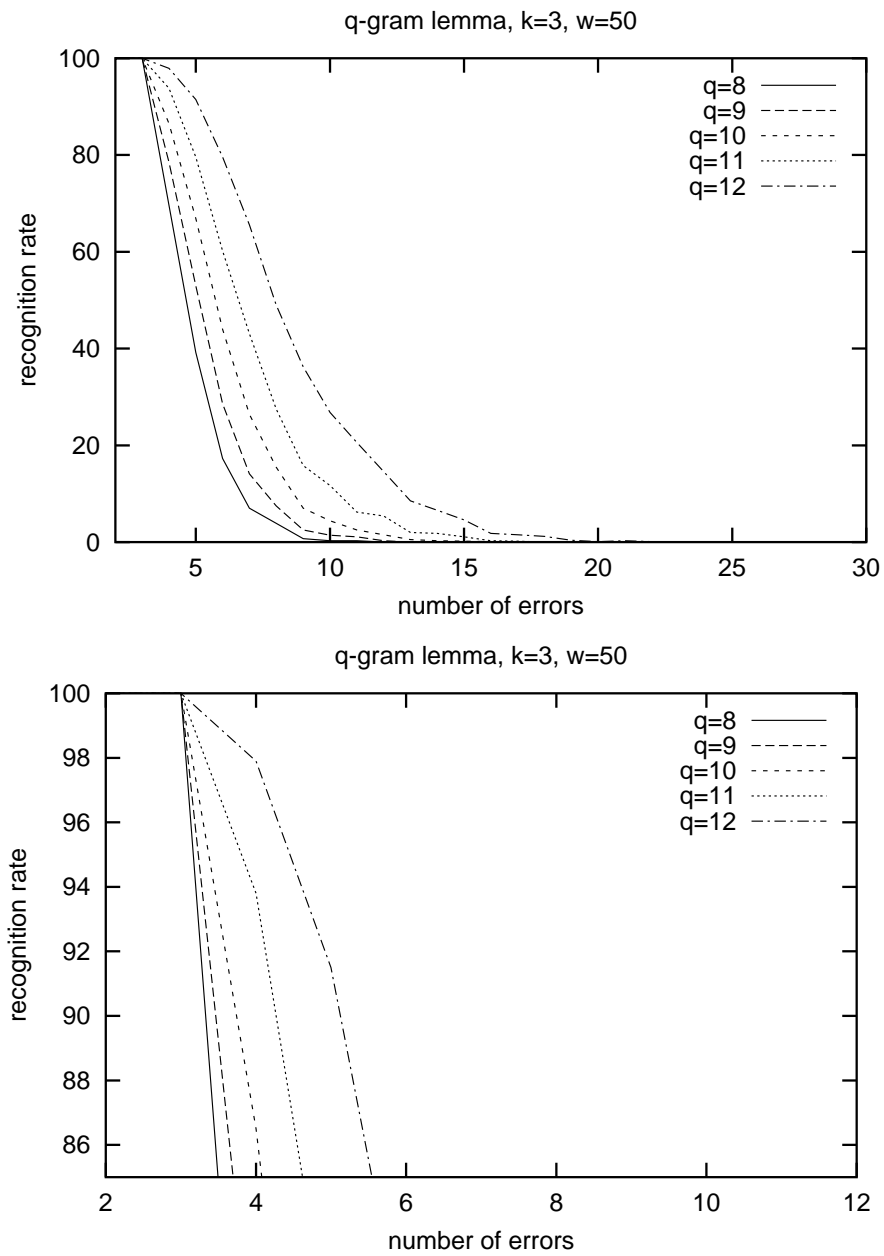 q-gram lemma, k=3, w=50
100
80
60
40
20
0
recognition rate
q=8
q=9
q=10
q=11
q=12
5
10
15
20
25
30
number of errors
q-gram lemma, k=3, w=50
100
98
96
94
92
90
88
86
recognition rate
q=8
q=9
q=10
q=11
q=12
2
4
6
8
10
12
number of errors